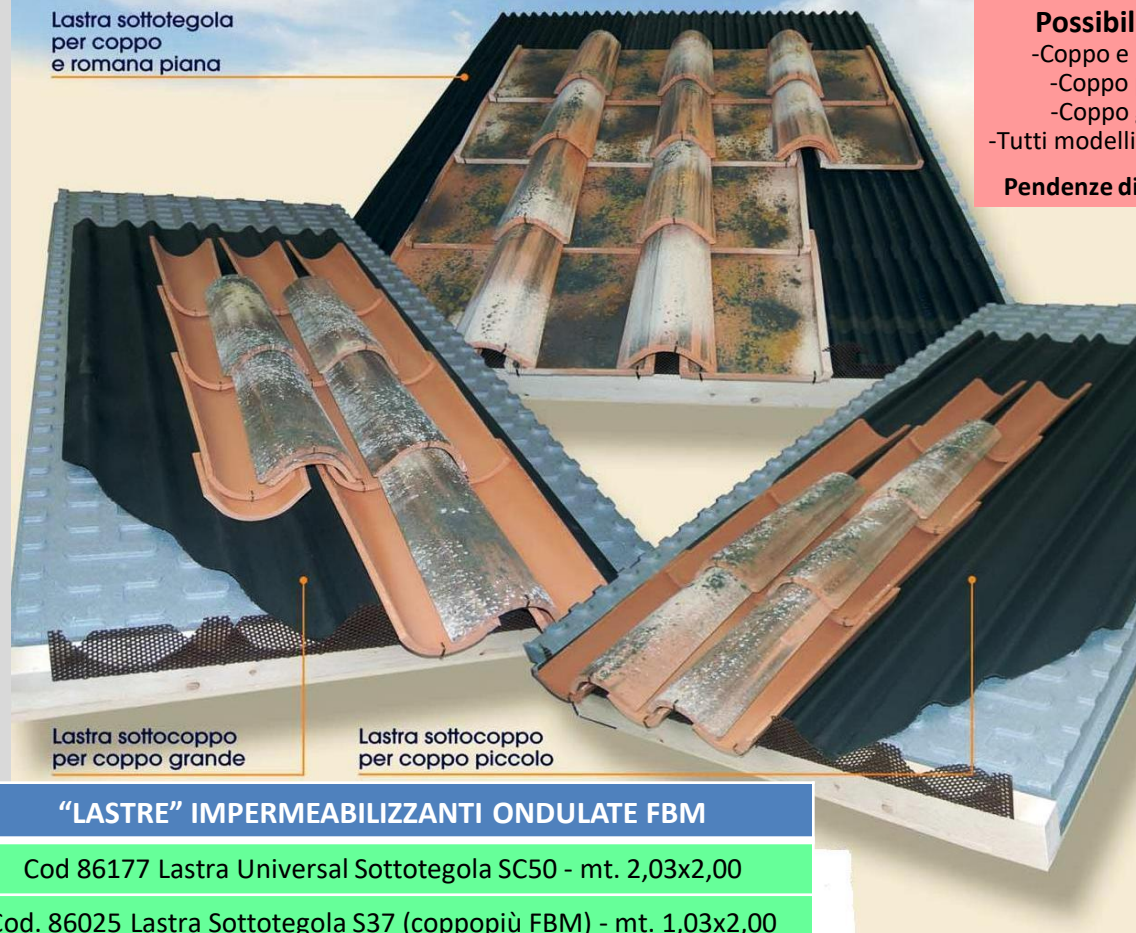 Lastra sottotegola
per coppo
e romana piana
Possibil
-Coppo e
-Coppo
-Coppo
-Tutti modelli
Pendenze di
Lastra sottocoppo
per coppo grande
Lastra sottocoppo
per coppo piccolo
“LASTRE” IMPERMEABILIZZANTI ONDULATE FBM
Cod 86177 Lastra Universal Sottotegola SC50 - mt. 2,03x2,00
Cod. 86025 Lastra Sottotegola S37 (coppopiù FBM) - mt. 1,03x2,00